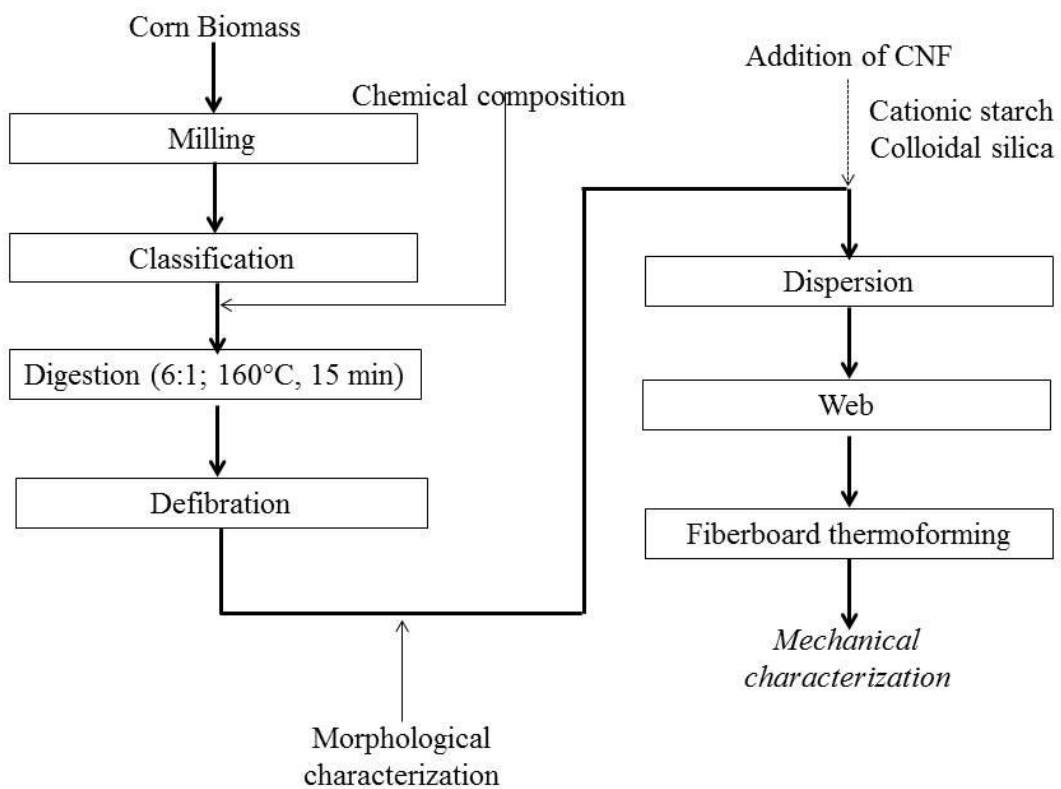 Corn Biomass
Milling
Chemical composition
Classification
Digestion (6:1; 160°C, 15 min)
Defibration
Morphological
characterization
Addition of CNF
Cationic starch
Colloidal silica
Dispersion
Web
Fiberboard thermoforming
Mechanical
characterization